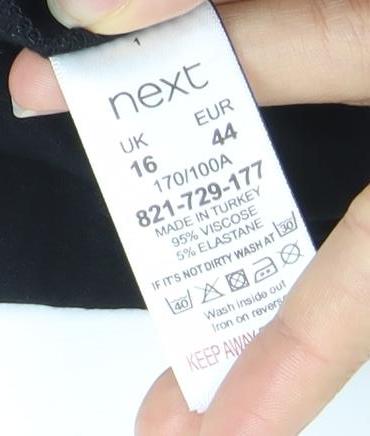 1
next
UK EUR
16 44
170/100A
821-729-177
MADE IN TURKEY
95% VISCOSE
5% ELASTANE
IF IT'S NOT DIRTY WASH AT 30
40
Wash inside out
Iron on
KEEP AWAY